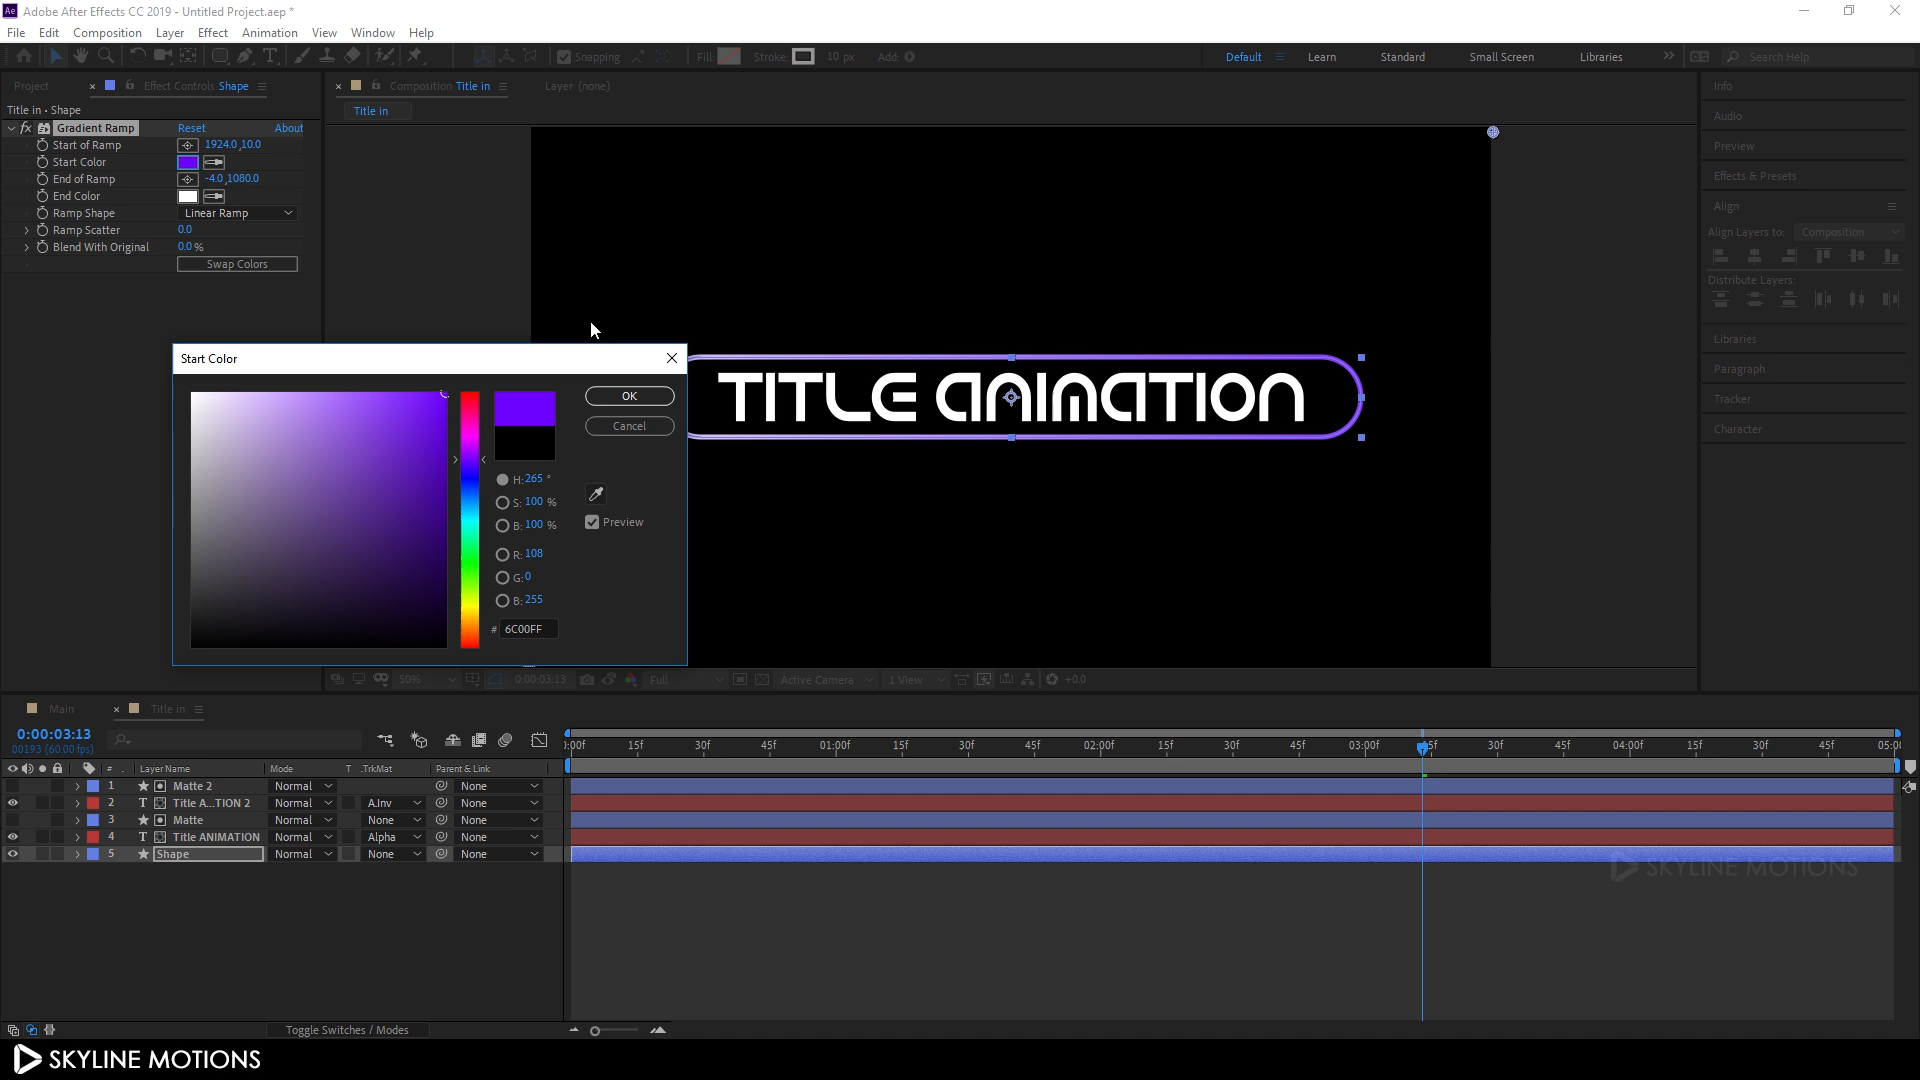 Ae Adobe After Effects CC 2019 - Untitled Project.aep *
File Edit Composition Layer Effect Animation View Window Help
Snapping Fill: Stroke: 10 px Add: Default Learn Standard Small Screen Libraries Search Help
Project Effect Controls Shape Composition Title in Layer (none)
Title in • Shape
Title in
fx Gradient Ramp Reset About
Start of Ramp 1924.0,10.0
Start Color
End of Ramp -4.0,1080.0
End Color
Ramp Shape Linear Ramp
Ramp Scatter 0.0
Blend With Original 0.0 %
Swap Colors
Info
Audio
Preview
Effects & Presets
Align
Align Layers to: Composition
Distribute Layers:
Libraries
Paragraph
Tracker
Character
TITLE ANIMATION
Start Color
OK
Cancel
H: 265 °
S: 100 %
B: 100 %
R: 108
G: 0
B: 255
# 6C00FF
Preview
50% 0:00:03:13 Full Active Camera 1 View +0.0
Main Title in
0:00:03:13
00193 (60.00 fps)
:00f 15f 30f 45f 01:00f 15f 30f 45f 02:00f 15f 30f 45f 03:00f 15f 30f 45f 04:00f 15f 30f 45f 05:00
# Layer Name Mode T .TrkMat Parent & Link
1 Matte 2 Normal None
2 T Title A...TION 2 Normal A.Inv None
3 Matte Normal None None
4 T Title ANIMATION Normal Alpha None
5 Shape Normal None None
SKYLINE MOTIONS
Toggle Switches / Modes
SKYLINE MOTIONS